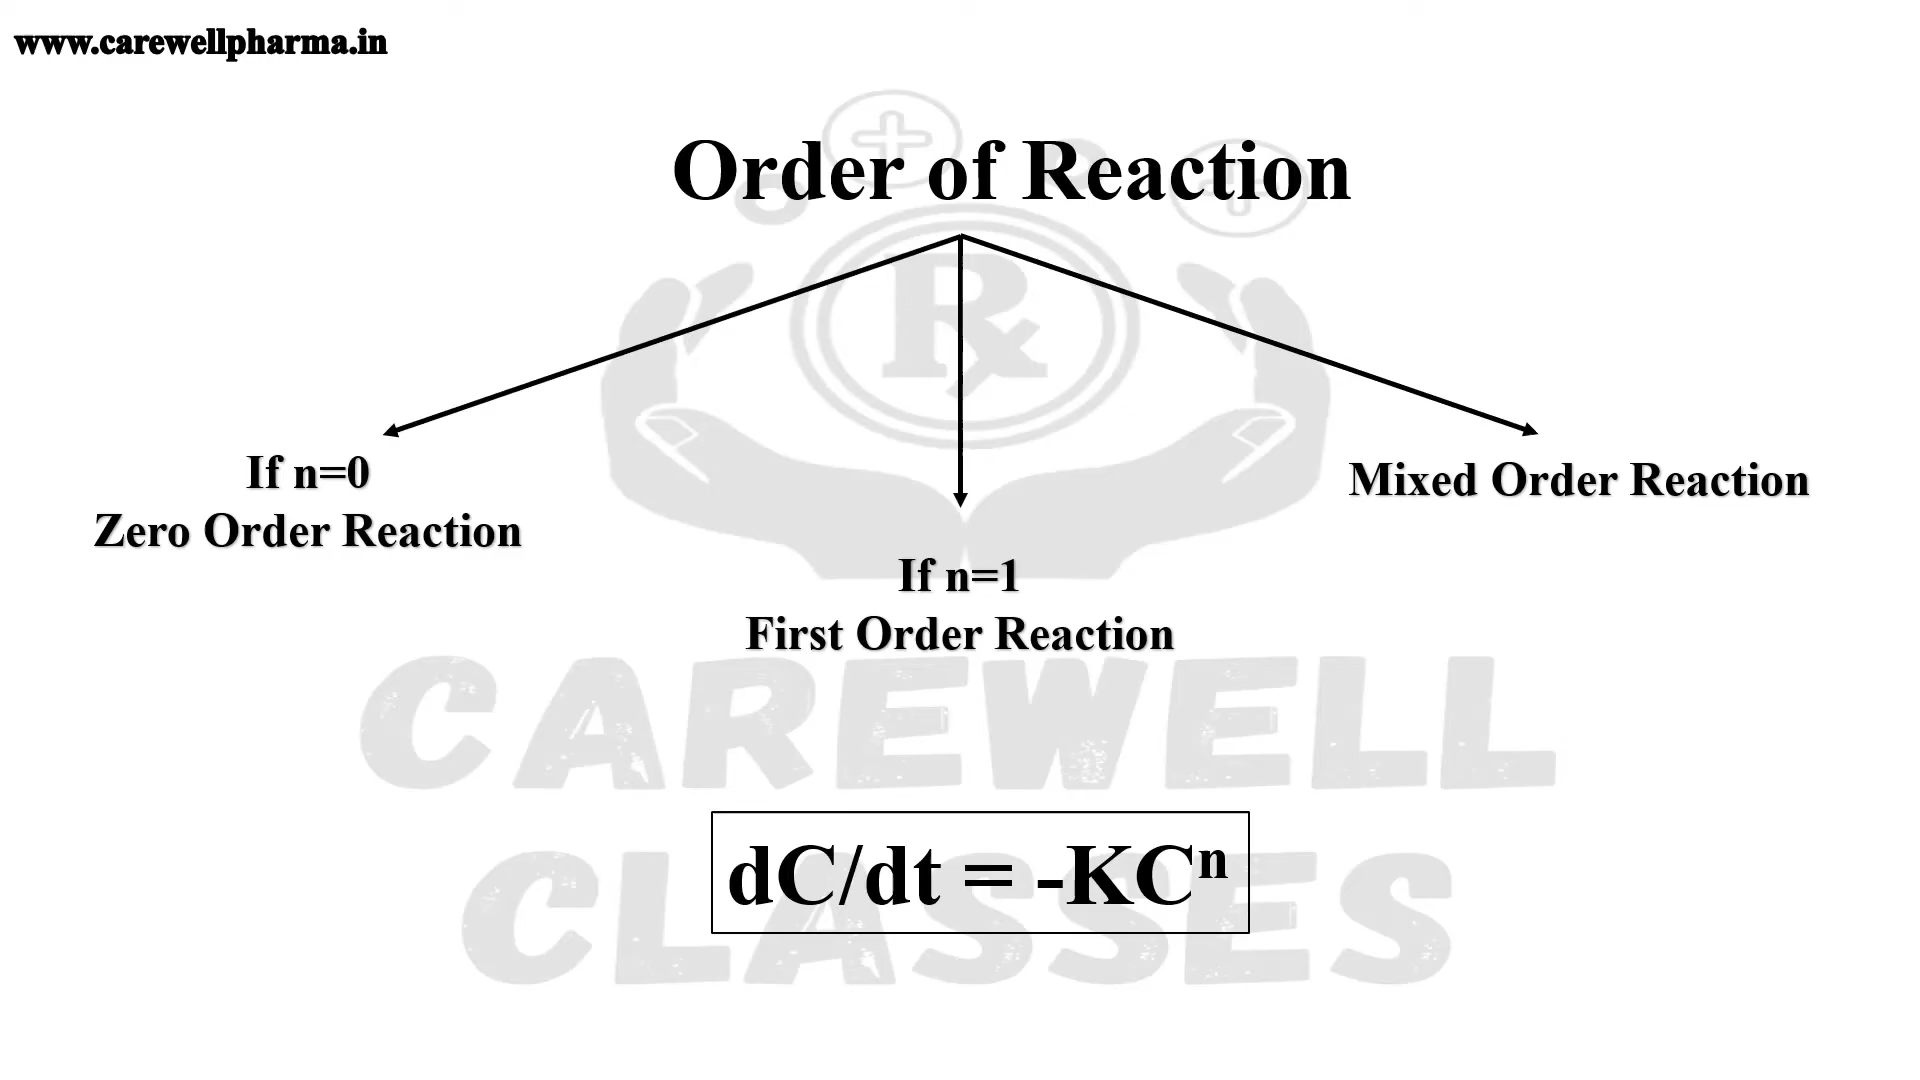 www.carewellpharma.in
Order of Reaction
If n=0
Zero Order Reaction
Mixed Order Reaction
If n=1
First Order Reaction
Rx
CAREWELL
dC/dt = -KCⁿ
CLASSES